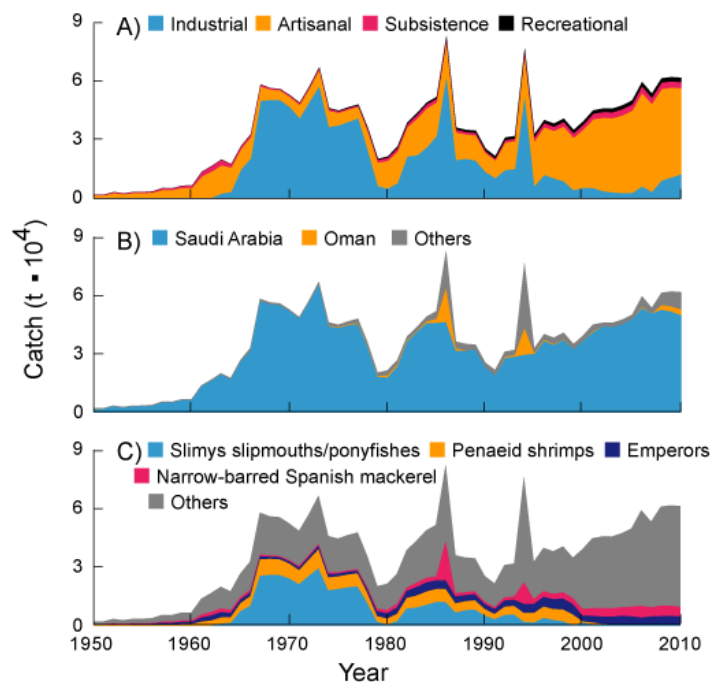 9
A) Industrial Artisanal Subsistence Recreational
6
3
0
9
B) Saudi Arabia Oman Others
6
3
0
Catch (t ▪ 10⁴)
9
C) Slimys slipmouths/ponyfishes Penaeid shrimps Emperors
Narrow-barred Spanish mackerel
Others
6
3
0
1950 1960 1970 1980 1990 2000 2010
Year